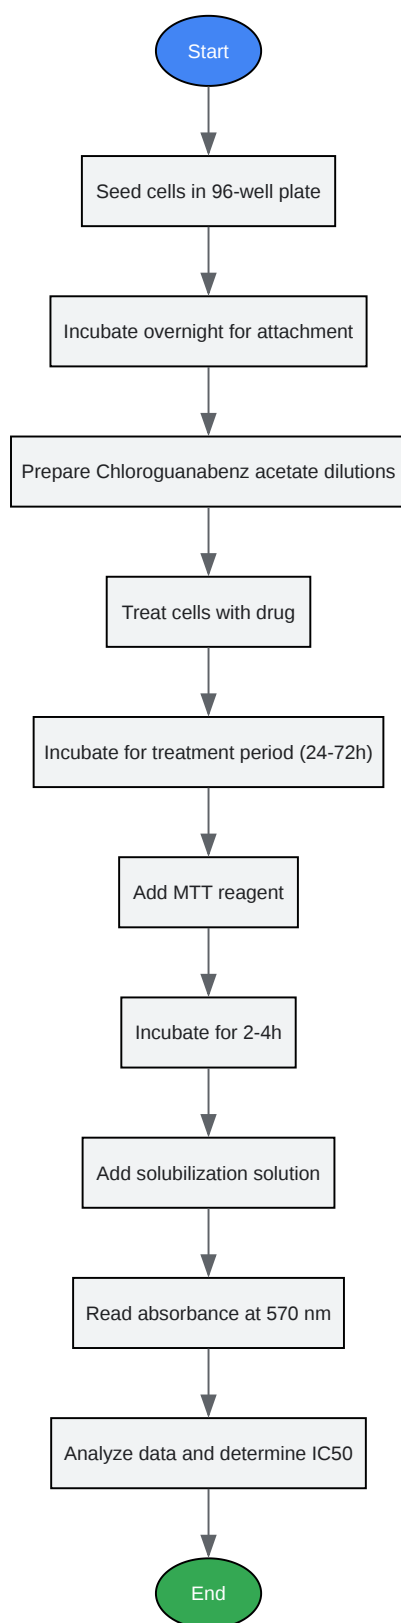 Start
Seed cells in 96-well plate
Incubate overnight for attachment
Prepare Chloroguanabenz acetate dilutions
Treat cells with drug
Incubate for treatment period (24-72h)
Add MTT reagent
Incubate for 2-4h
Add solubilization solution
Read absorbance at 570 nm
Analyze data and determine IC50
End